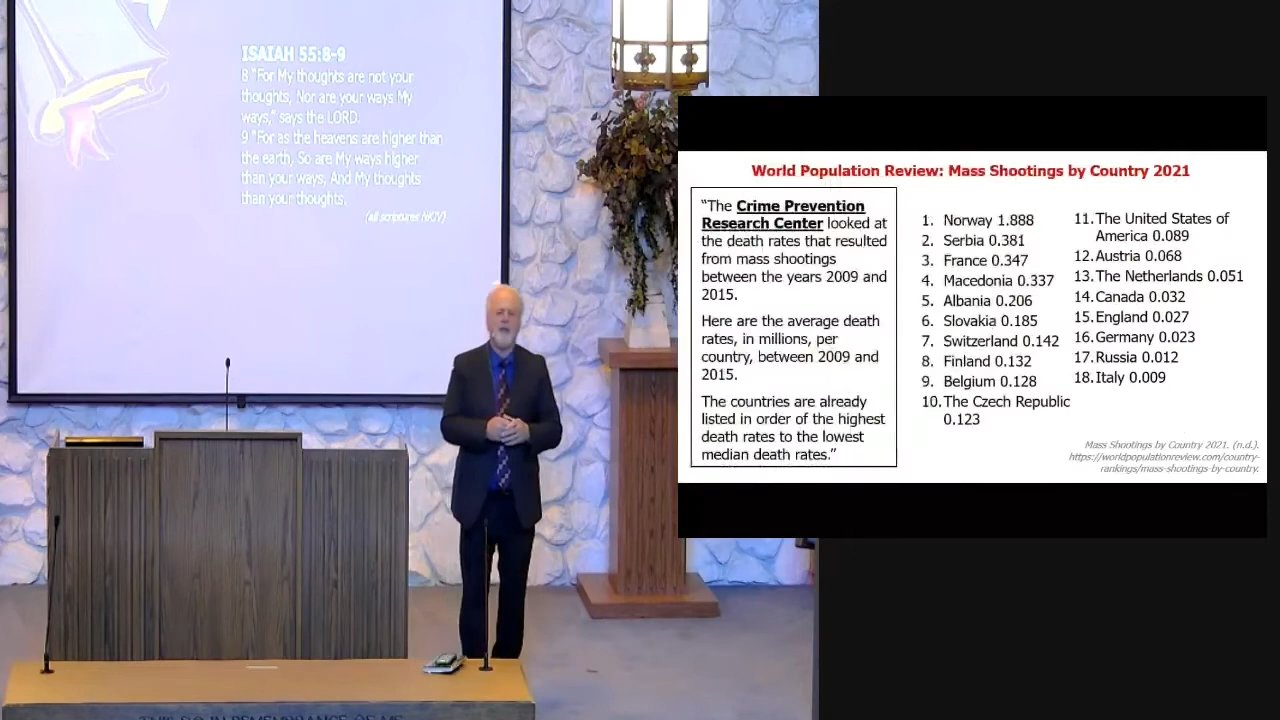 ISAIAH 55:8-9
8 "For My thoughts are not your
thoughts, Nor are your ways My
ways," says the LORD.
9 "For as the heavens are higher than
the earth, So are My ways higher
than your ways, And My thoughts
than your thoughts.
(all scriptures NKJV)
World Population Review: Mass Shootings by Country 2021
"The Crime Prevention
Research Center looked at
the death rates that resulted
from mass shootings
between the years 2009 and
2015.
Here are the average death
rates, in millions, per
country, between 2009 and
2015.
The countries are already
listed in order of the highest
death rates to the lowest
median death rates."
1. Norway 1.888
2. Serbia 0.381
3. France 0.347
4. Macedonia 0.337
5. Albania 0.206
6. Slovakia 0.185
7. Switzerland 0.142
8. Finland 0.132
9. Belgium 0.128
10. The Czech Republic
0.123
11. The United States of
America 0.089
12. Austria 0.068
13. The Netherlands 0.051
14. Canada 0.032
15. England 0.027
16. Germany 0.023
17. Russia 0.012
18. Italy 0.009
Mass Shootings by Country 2021. (n.d.).
https://worldpopulationreview.com/country-
rankings/mass-shootings-by-country.
THIS DO IN REMEMBRANCE OF ME